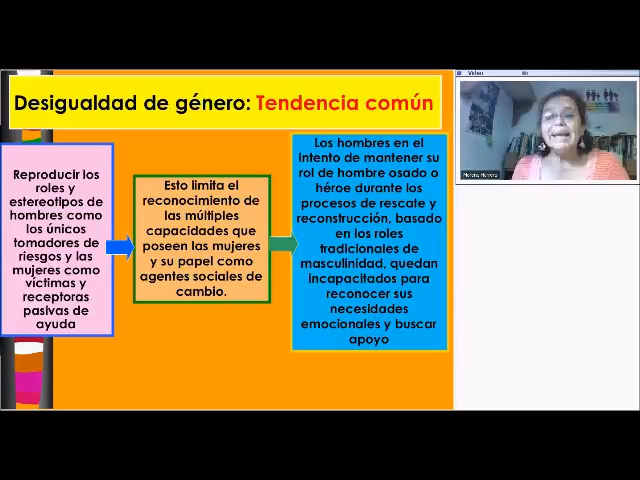 Desigualdad de género: Tendencia común
Reproducir los
roles y
estereotipos de
hombres como
los únicos
tomadores de
riesgos y las
mujeres como
víctimas y
receptoras
pasivas de
ayuda
Esto limita el
reconocimiento de
las múltiples
capacidades que
poseen las mujeres
y su papel como
agentes sociales de
cambio.
Los hombres en el
intento de mantener su
rol de hombre osado o
héroe durante los
procesos de rescate y
reconstrucción, basado
en los roles
tradicionales de
masculinidad, quedan
incapacitados para
reconocer sus
necesidades
emocionales y buscar
apoyo
Video
Morena Herrera